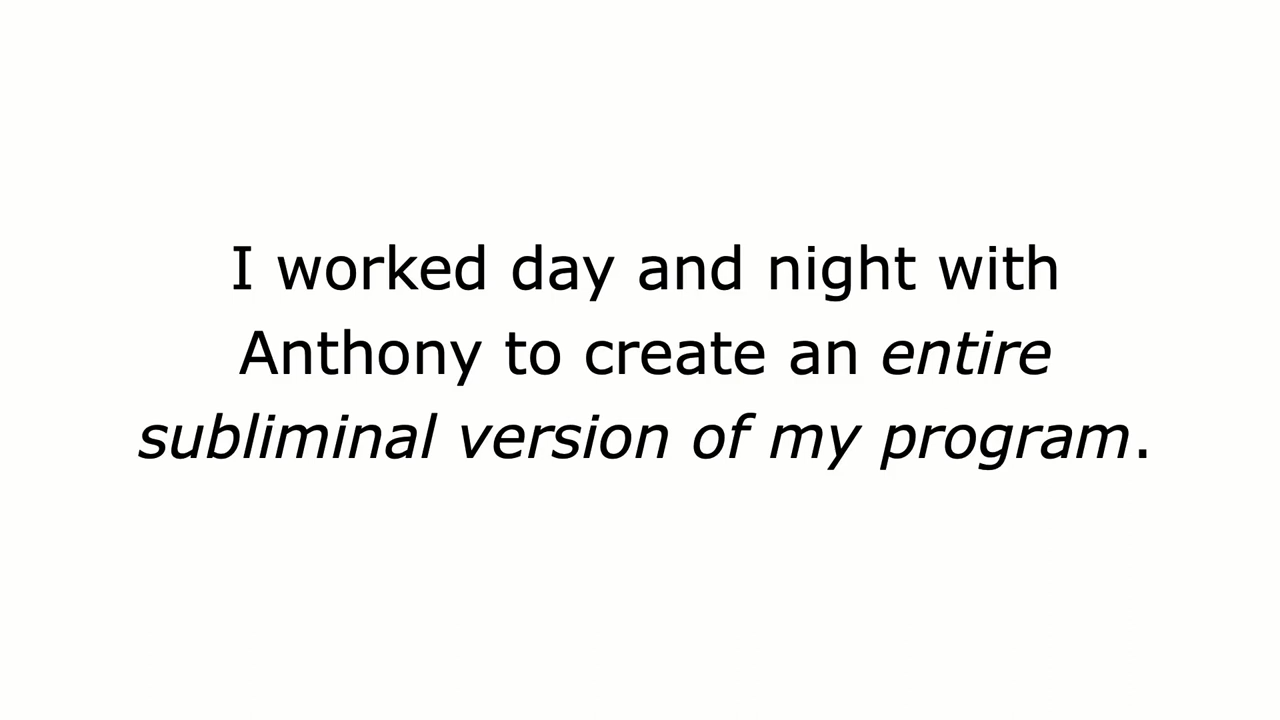 I worked day and night with
Anthony to create an entire
subliminal version of my program.